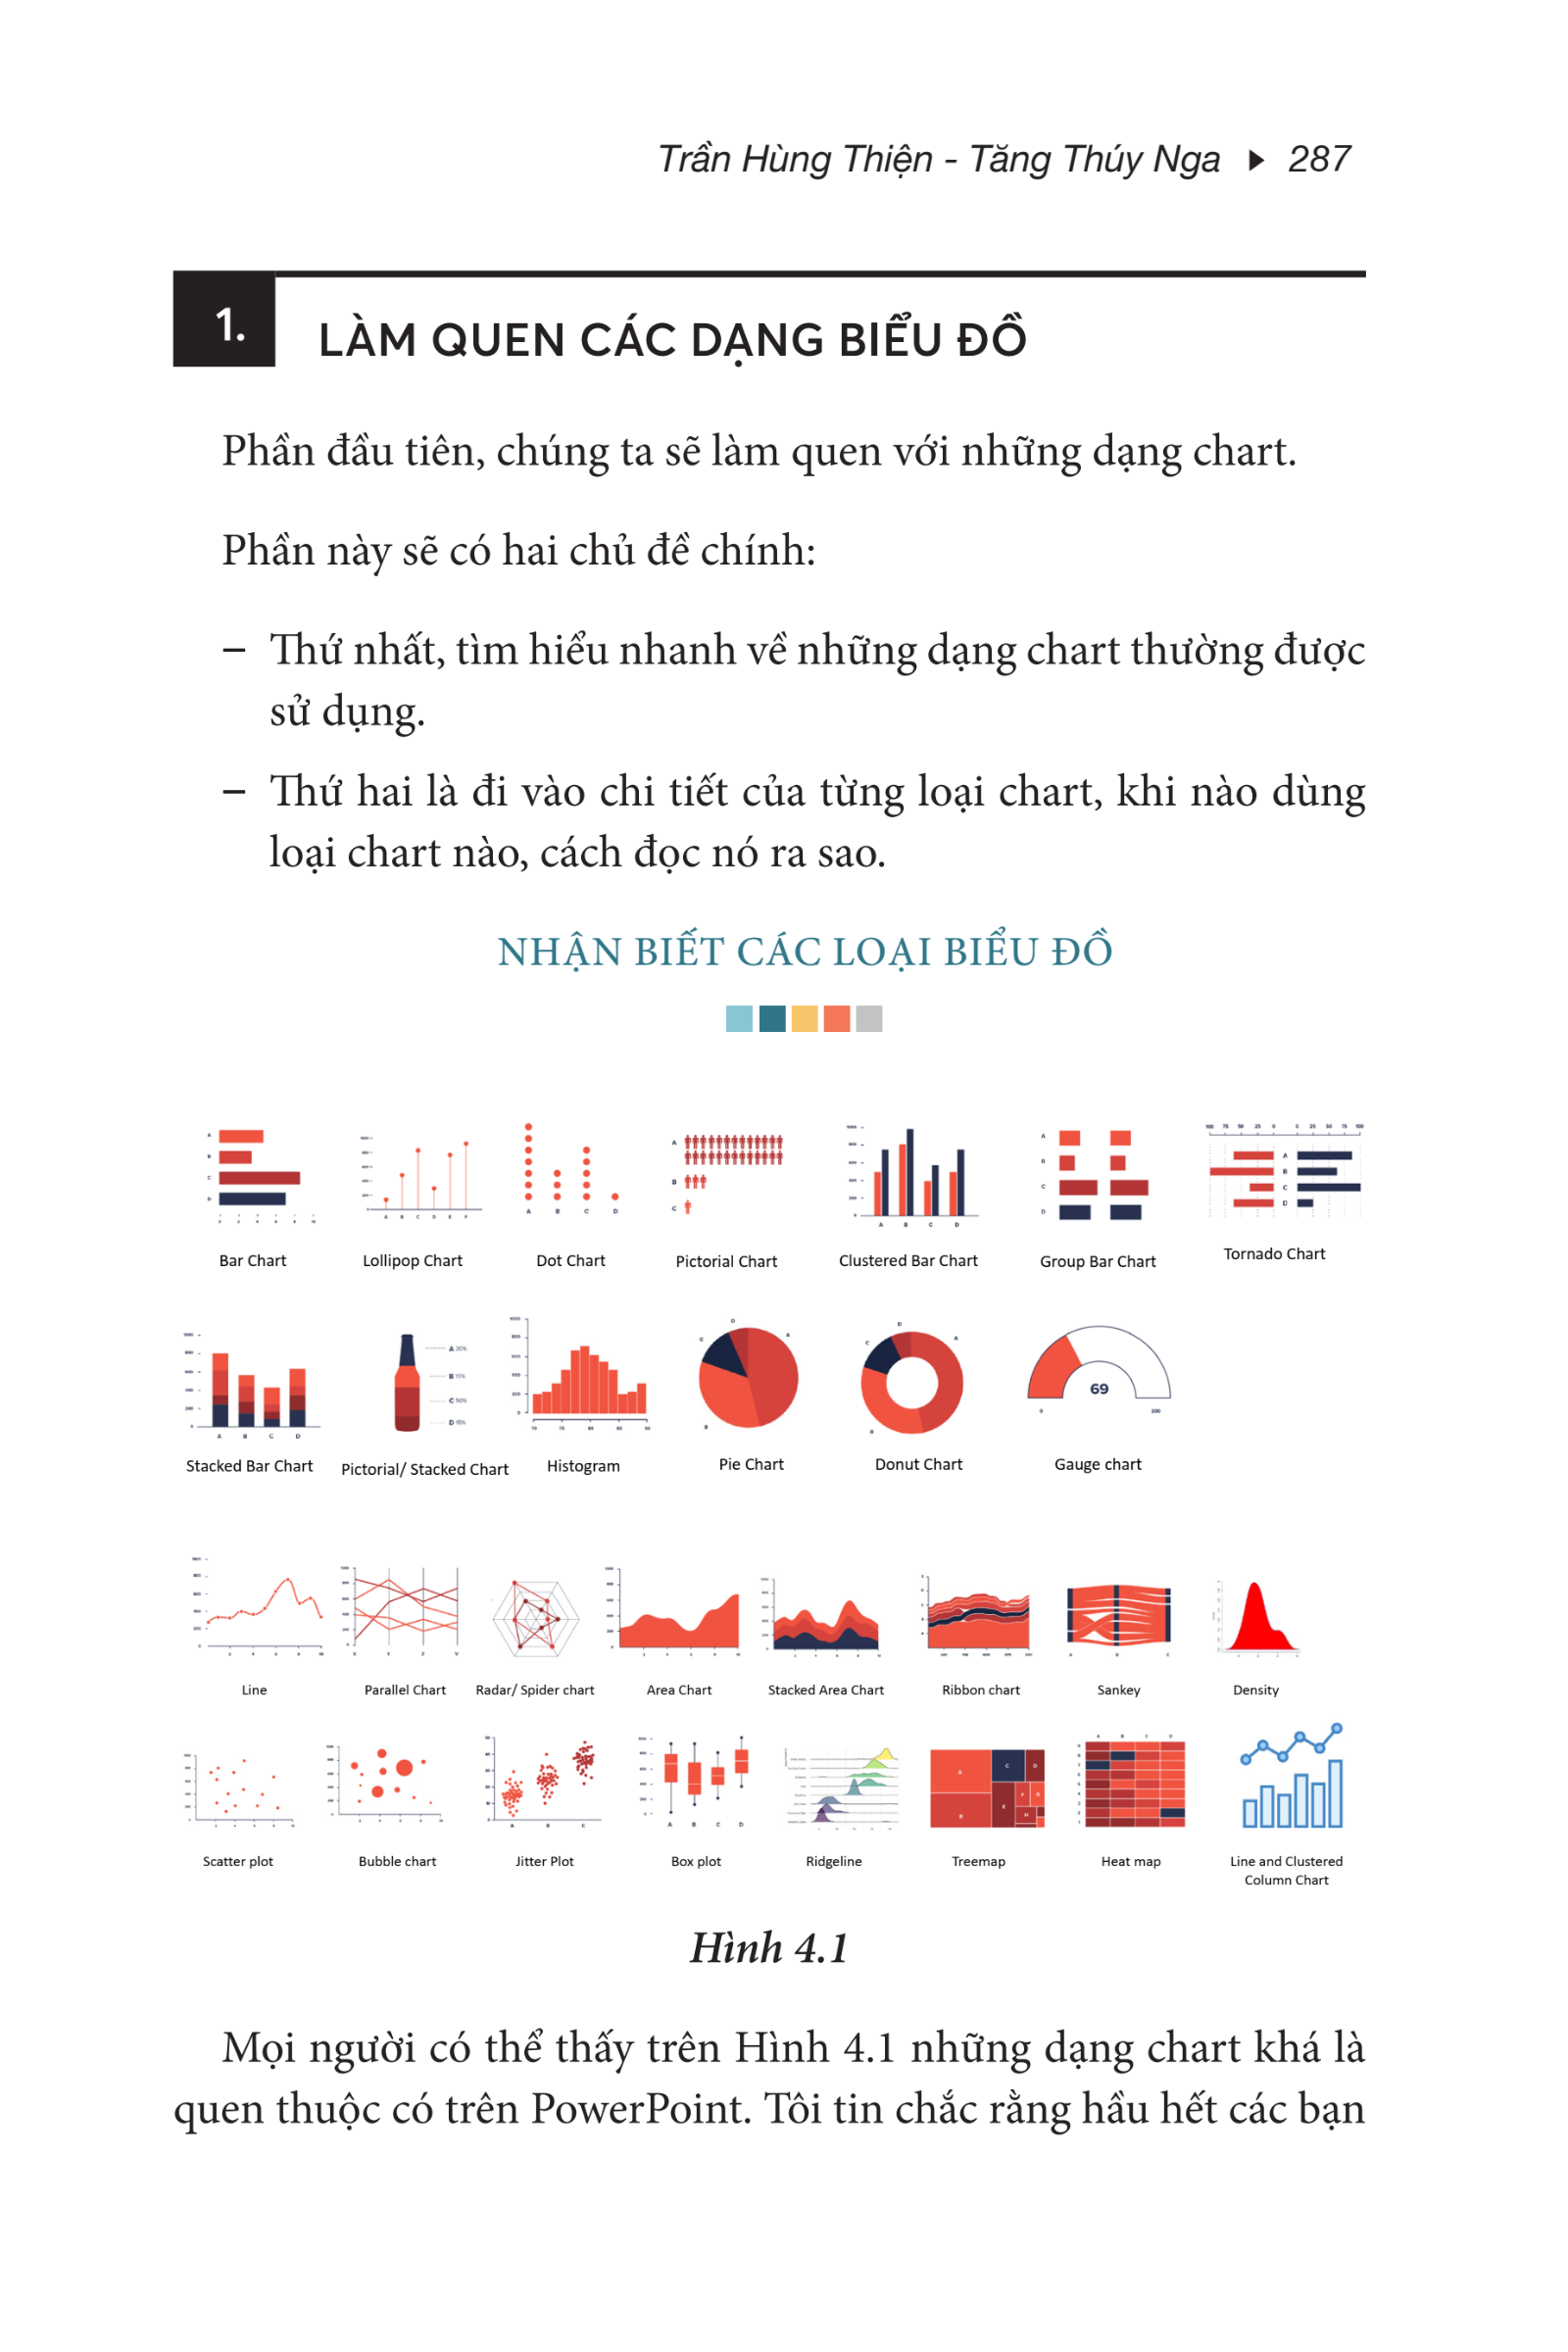 Trần Hùng Thiện - Tăng Thúy Nga ▶ 287
1.
LÀM QUEN CÁC DẠNG BIỂU ĐỒ
Phần đầu tiên, chúng ta sẽ làm quen với những dạng chart.
Phần này sẽ có hai chủ đề chính:
– Thứ nhất, tìm hiểu nhanh về những dạng chart thường được
sử dụng.
– Thứ hai là đi vào chi tiết của từng loại chart, khi nào dùng
loại chart nào, cách đọc nó ra sao.
NHẬN BIẾT CÁC LOẠI BIỂU ĐỒ
Bar Chart
Lollipop Chart
Dot Chart
Pictorial Chart
Clustered Bar Chart
Group Bar Chart
Tornado Chart
69
Stacked Bar Chart
Pictorial/ Stacked Chart
Histogram
Pie Chart
Donut Chart
Gauge chart
Line
Parallel Chart
Radar/ Spider chart
Area Chart
Stacked Area Chart
Ribbon chart
Sankey
Density
Scatter plot
Bubble chart
Jitter Plot
Box plot
Ridgeline
Treemap
Heat map
Line and Clustered
Column Chart
Hình 4.1
Mọi người có thể thấy trên Hình 4.1 những dạng chart khá là
quen thuộc có trên PowerPoint. Tôi tin chắc rằng hầu hết các bạn